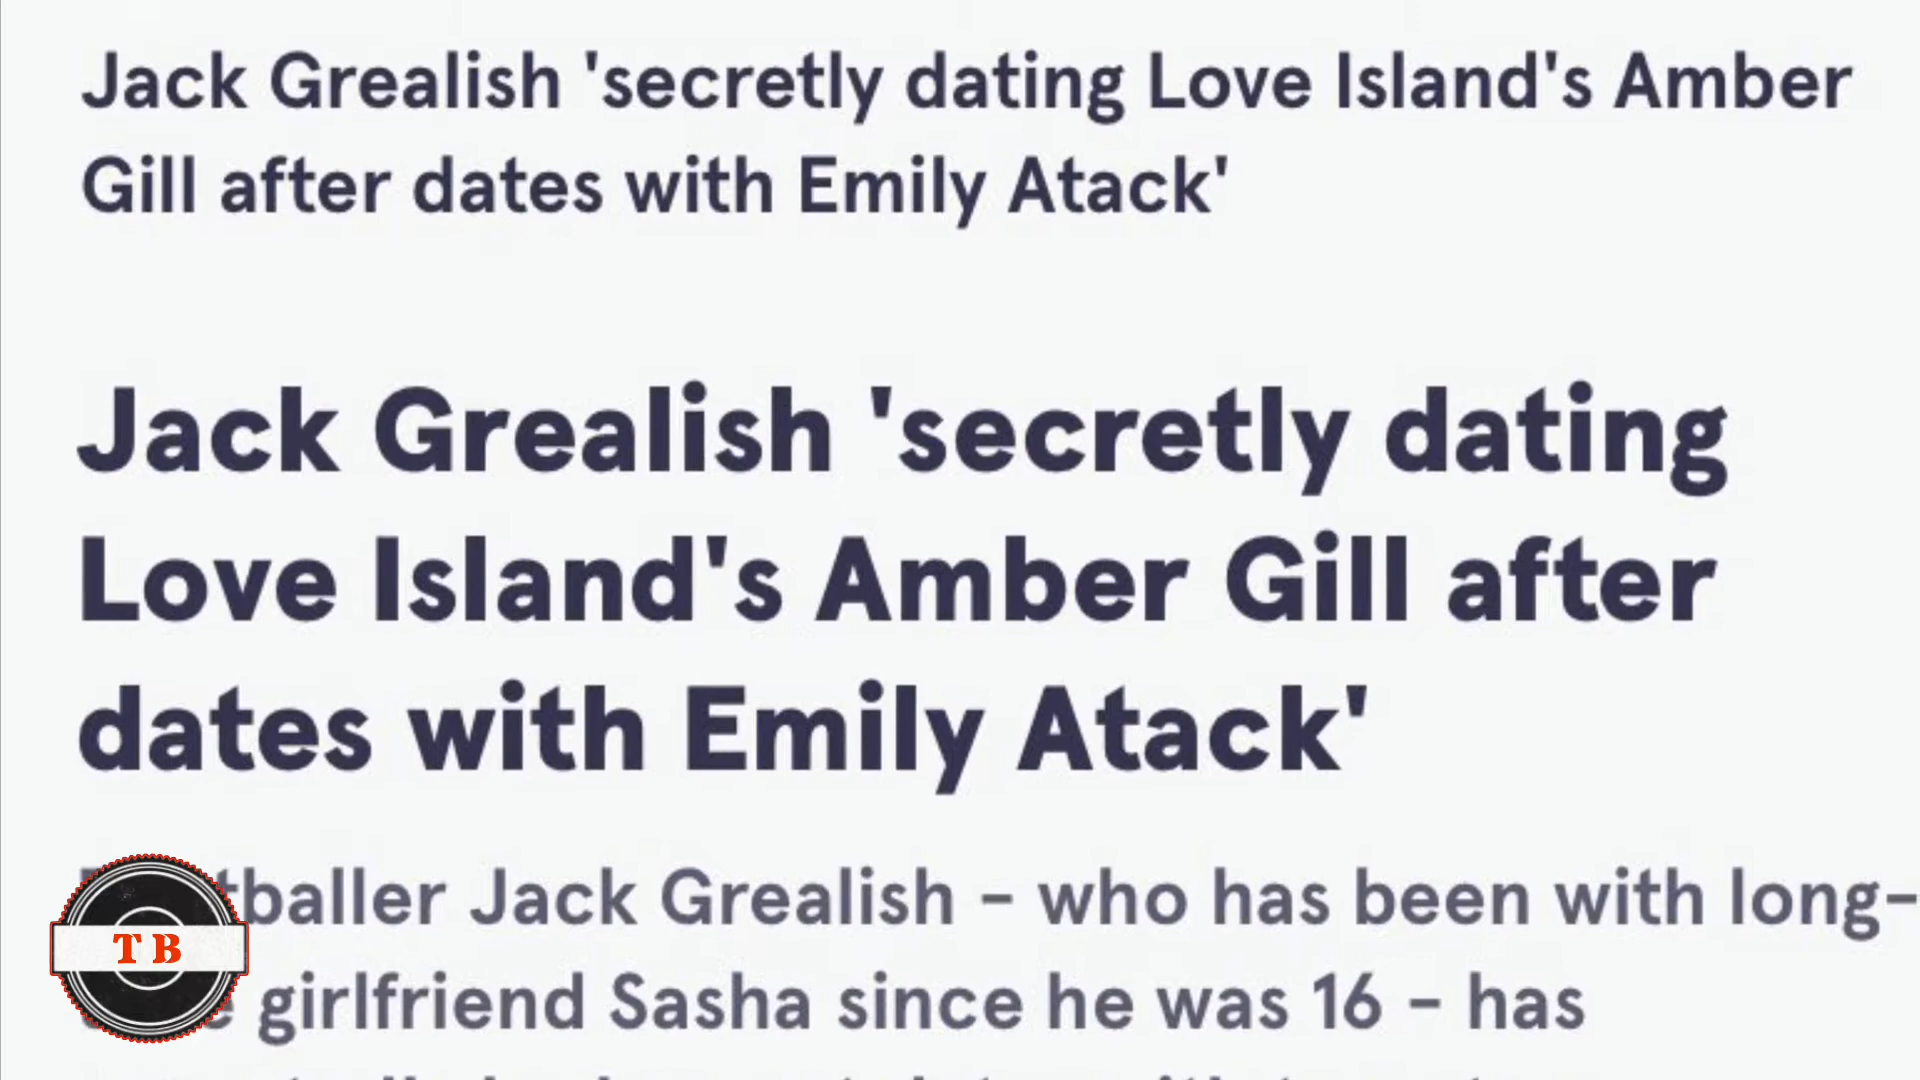 Jack Grealish 'secretly dating Love Island's Amber
Gill after dates with Emily Atack'
Jack Grealish 'secretly dating
Love Island's Amber Gill after
dates with Emily Atack'
Jack Grealish – who has been with long-
girlfriend Sasha since he was 16 – has
TB